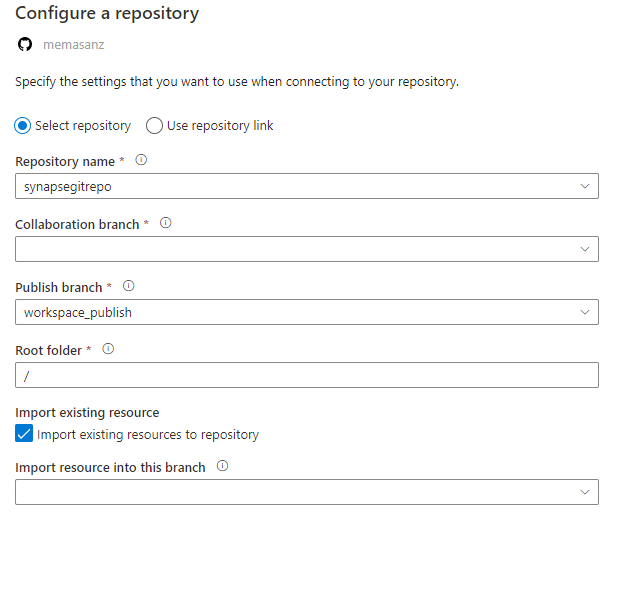 Configure a repository
memasanz
Specify the settings that you want to use when connecting to your repository.
Select repository Use repository link
Repository name *
synapsegitrepo
Collaboration branch *
Publish branch *
workspace_publish
Root folder *
/
Import existing resource
Import existing resources to repository
Import resource into this branch